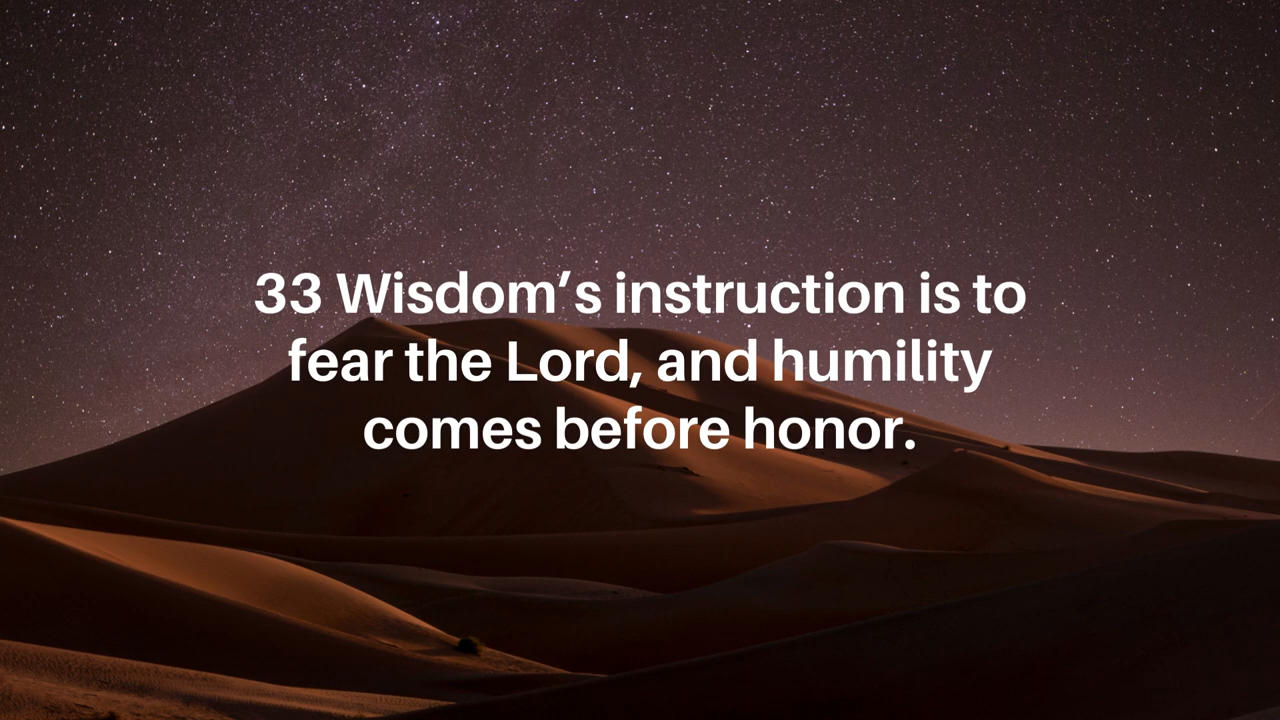 33 Wisdom’s instruction is to
fear the Lord, and humility
comes before honor.